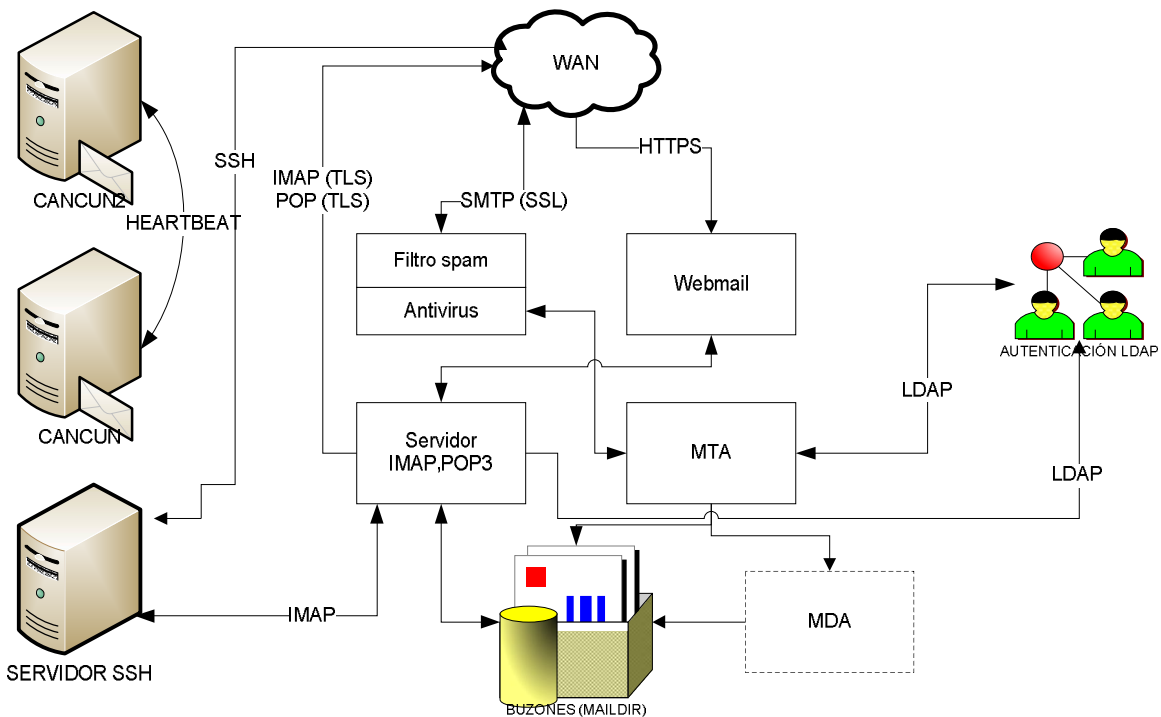 WAN
HTTPS
SSH
IMAP (TLS)
POP (TLS)
SMTP (SSL)
CANCUN2
HEARTBEAT
Filtro spam
Antivirus
Webmail
AUTENTICACIÓN LDAP
LDAP
CANCUN
Servidor
IMAP,POP3
MTA
LDAP
IMAP
MDA
SERVIDOR SSH
BUZONES (MAILDIR)